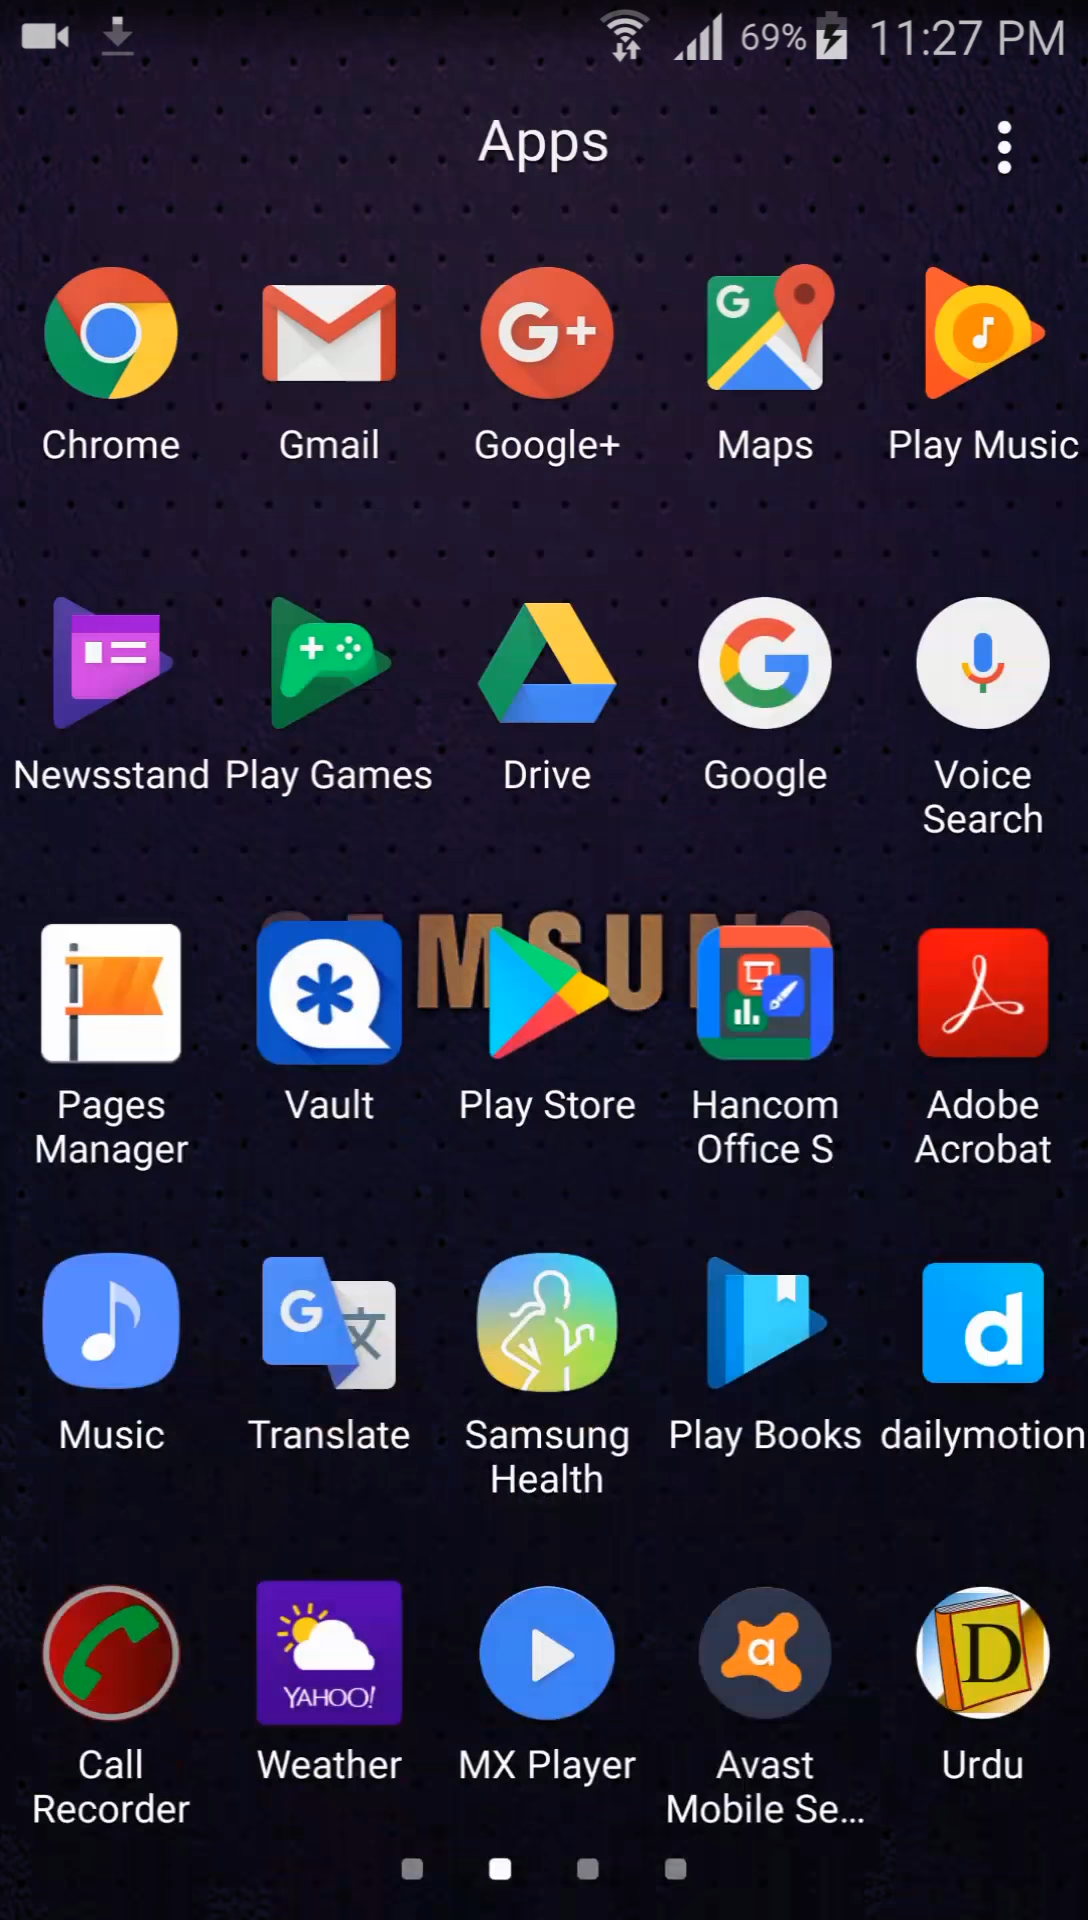 69% 11:27 PM
Apps
Chrome Gmail Google+ Maps Play Music
Newsstand Play Games Drive Google Voice Search
SAMSUNG
Pages Manager Vault Play Store Hancom Office S Adobe Acrobat
Music Translate Samsung Health Play Books dailymotion
YAHOO!
Call Recorder Weather MX Player Avast Mobile Se... Urdu